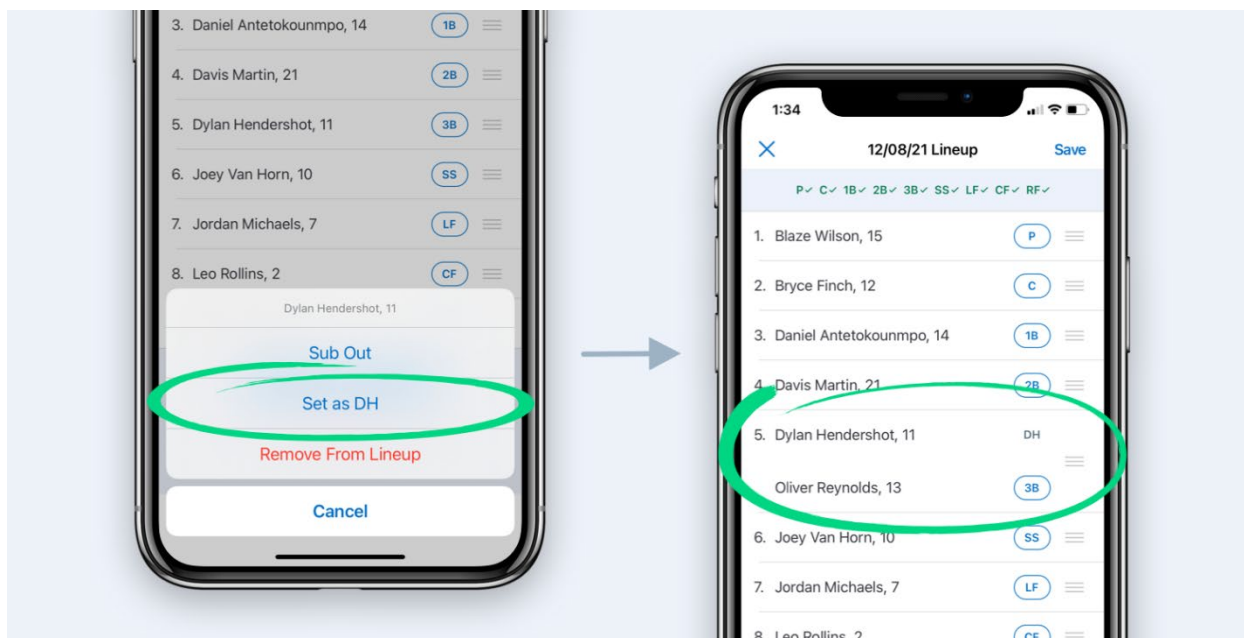 3. Daniel Antetokounmpo, 14 1B
4. Davis Martin, 21 2B
5. Dylan Hendershot, 11 3B
6. Joey Van Horn, 10 SS
7. Jordan Michaels, 7 LF
8. Leo Rollins, 2 CF
Dylan Hendershot, 11
Sub Out
Set as DH
Remove From Lineup
Cancel
1:34
12/08/21 Lineup Save
P✓ C✓ 1B✓ 2B✓ 3B✓ SS✓ LF✓ CF✓ RF✓
1. Blaze Wilson, 15 P
2. Bryce Finch, 12 C
3. Daniel Antetokounmpo, 14 1B
4. Davis Martin, 21 2B
5. Dylan Hendershot, 11 DH
Oliver Reynolds, 13 3B
6. Joey Van Horn, 10 SS
7. Jordan Michaels, 7 LF
8. Leo Rollins, 2 CF